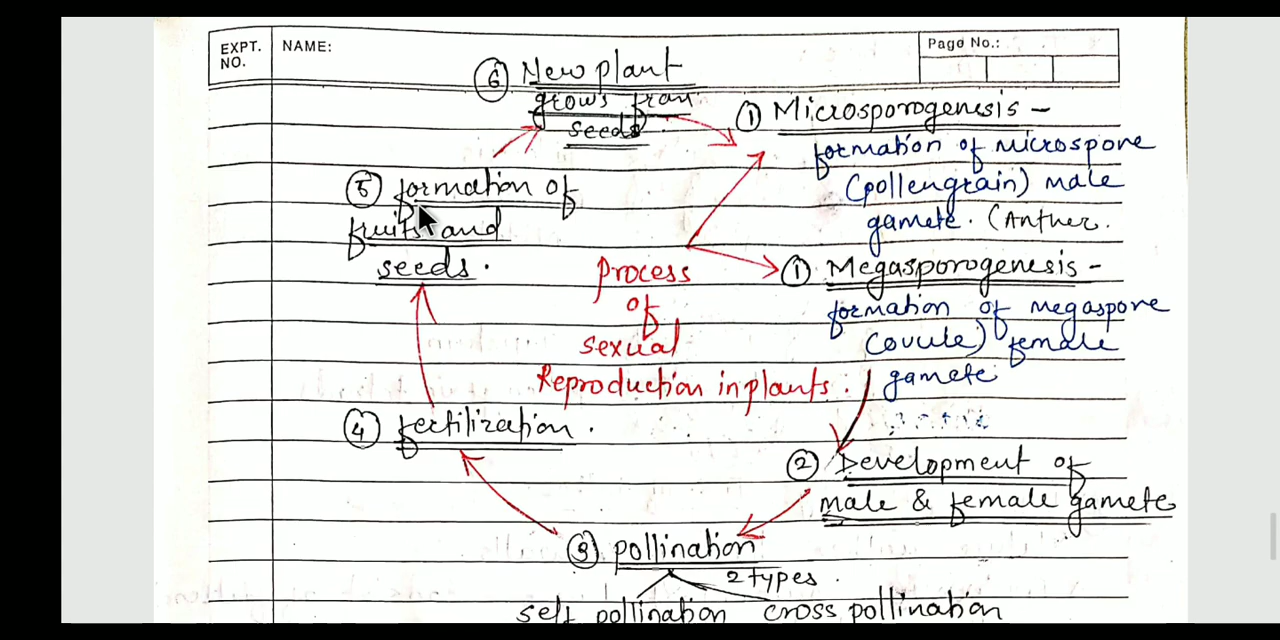 EXPT. NO.
NAME:
Page No.:
⑥ New plant
grows fran
seeds.
① Microsporogenesis -
formation of microspore
(pollengrain) male
gamete. (Anther.
⑤ formation of
fruits and
seeds.
process
of
sexual
Reproduction in plants.
① Megasporogenesis -
formation of megaspore
(ovule) female
gamete
④ fertilization.
② Development of
male & female gamete
③ pollination
2 types.
self pollination cross pollination